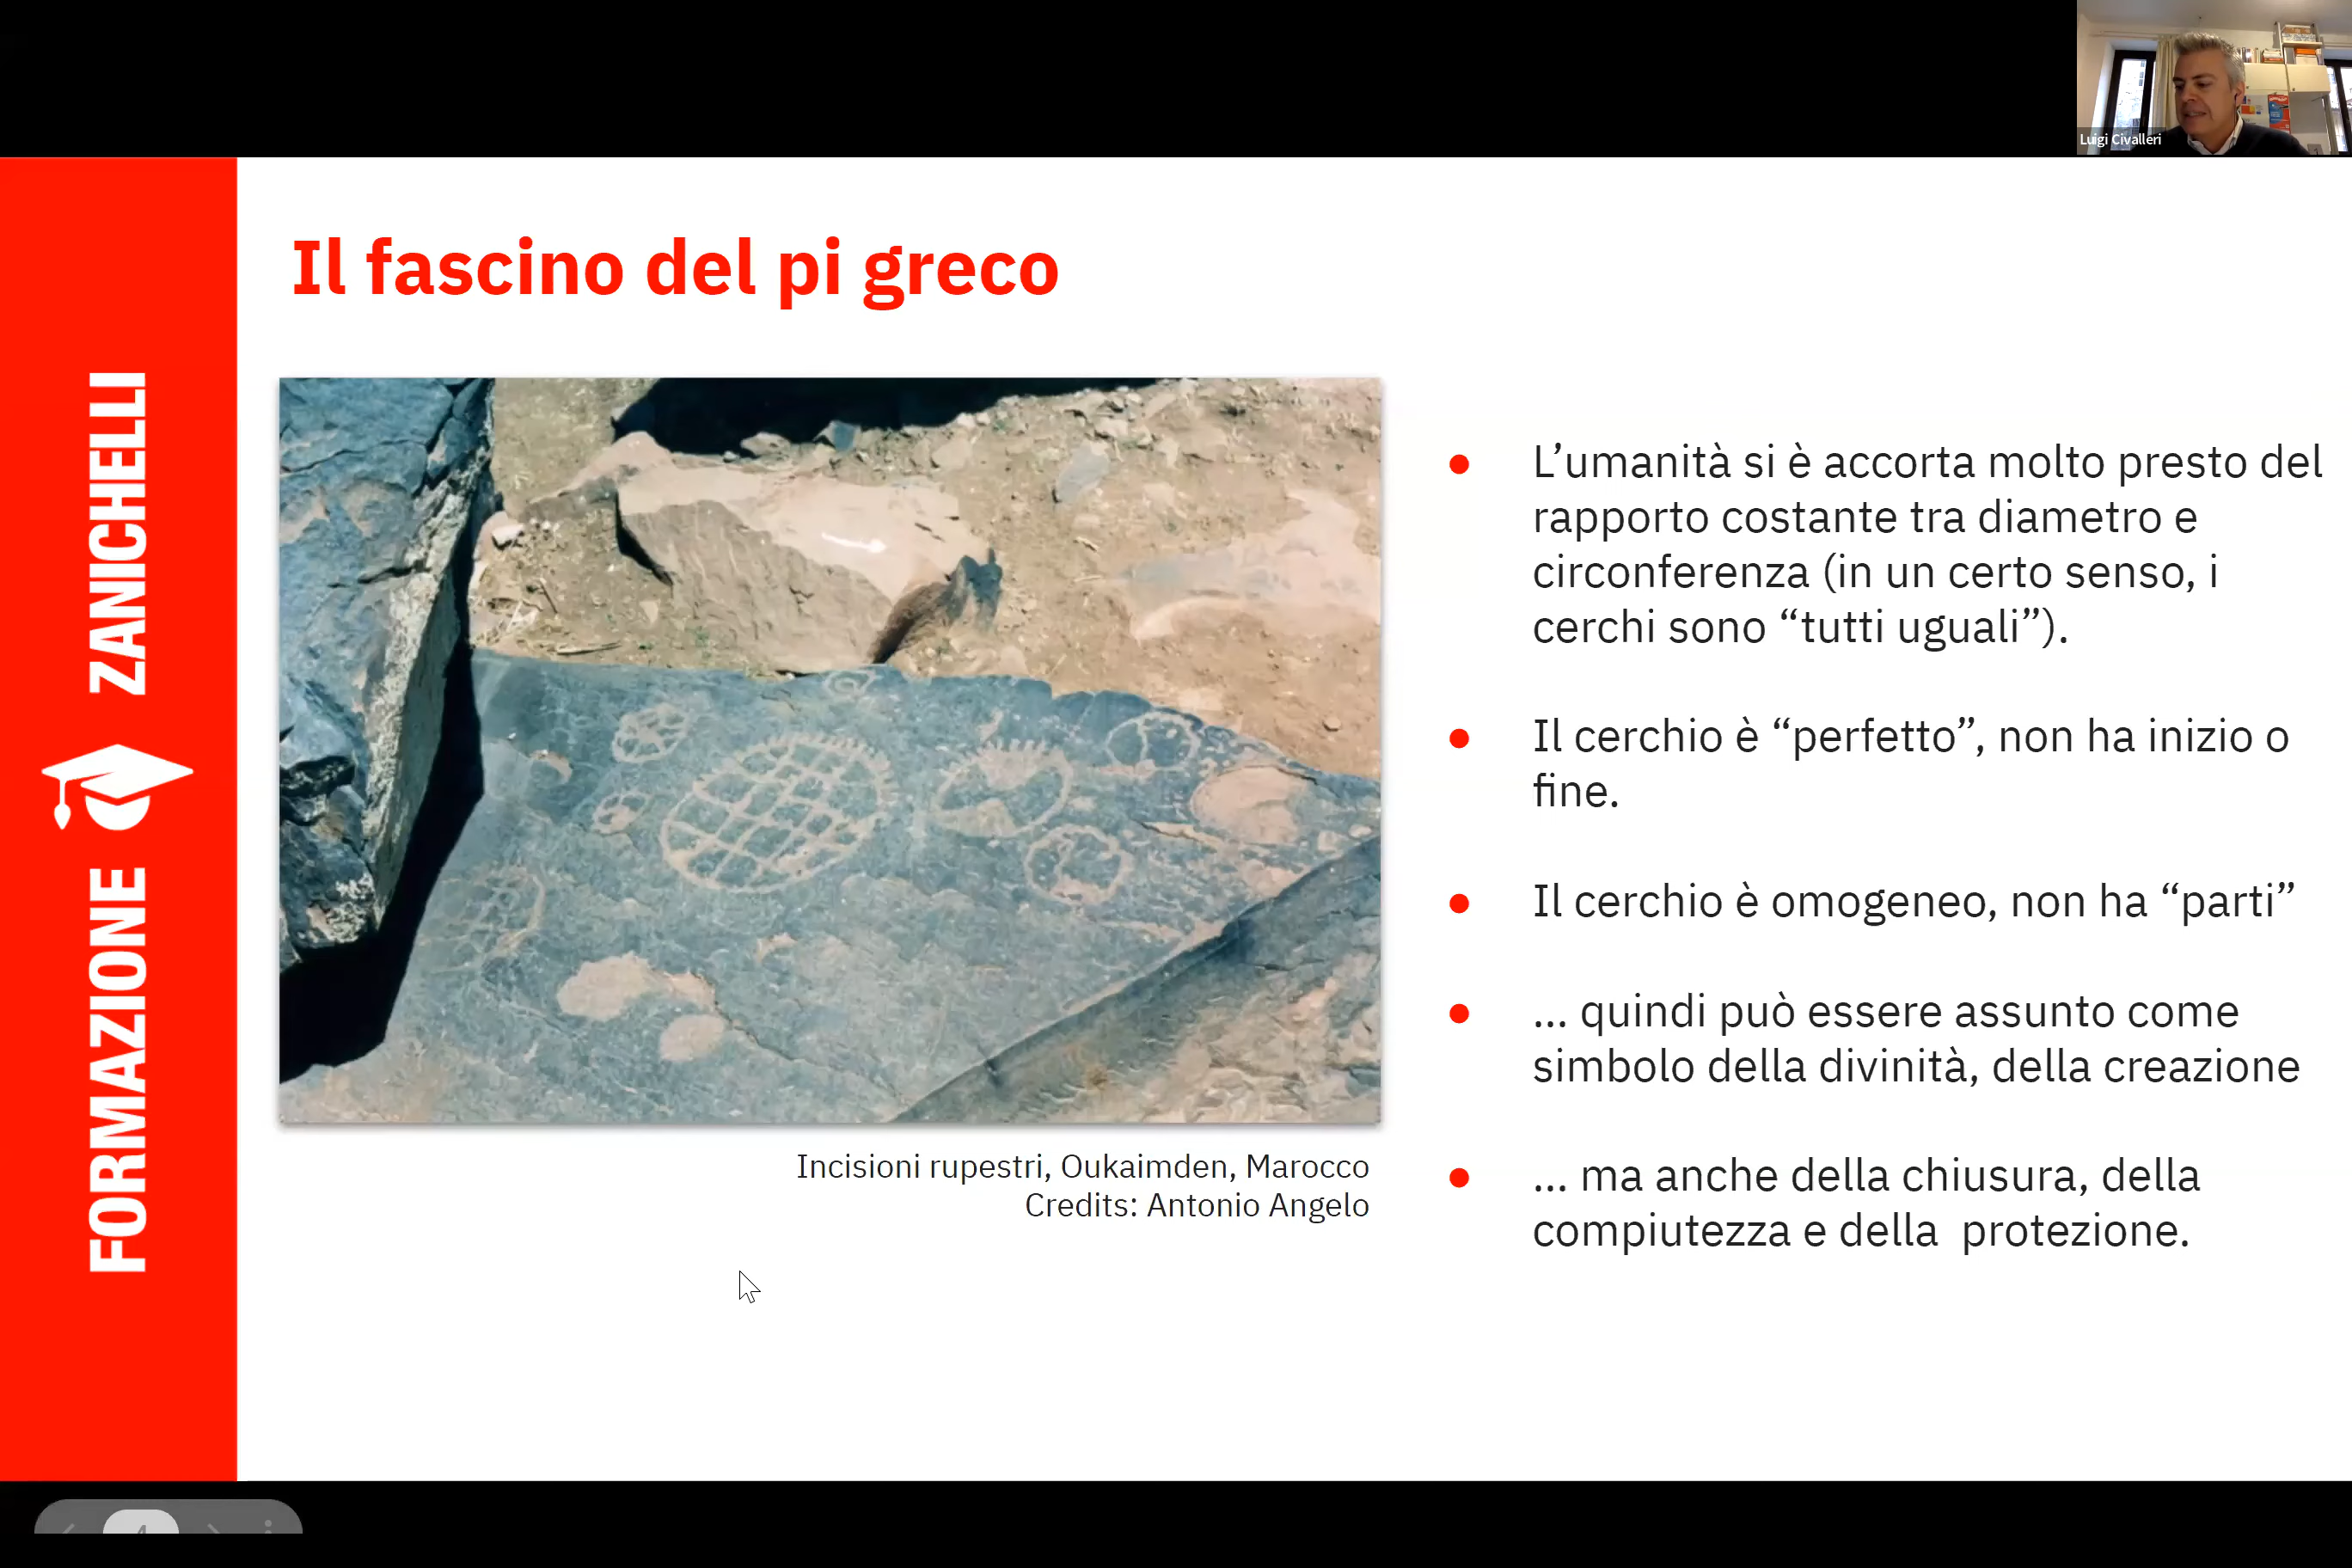 Luigi Civalleri
FORMAZIONE ZANICHELLI
Il fascino del pi greco
Incisioni rupestri, Oukaimden, Marocco
Credits: Antonio Angelo
● L’umanità si è accorta molto presto del
rapporto costante tra diametro e
circonferenza (in un certo senso, i
cerchi sono “tutti uguali”).
● Il cerchio è “perfetto”, non ha inizio o
fine.
● Il cerchio è omogeneo, non ha “parti”
● ... quindi può essere assunto come
simbolo della divinità, della creazione
● ... ma anche della chiusura, della
compiutezza e della  protezione.
4